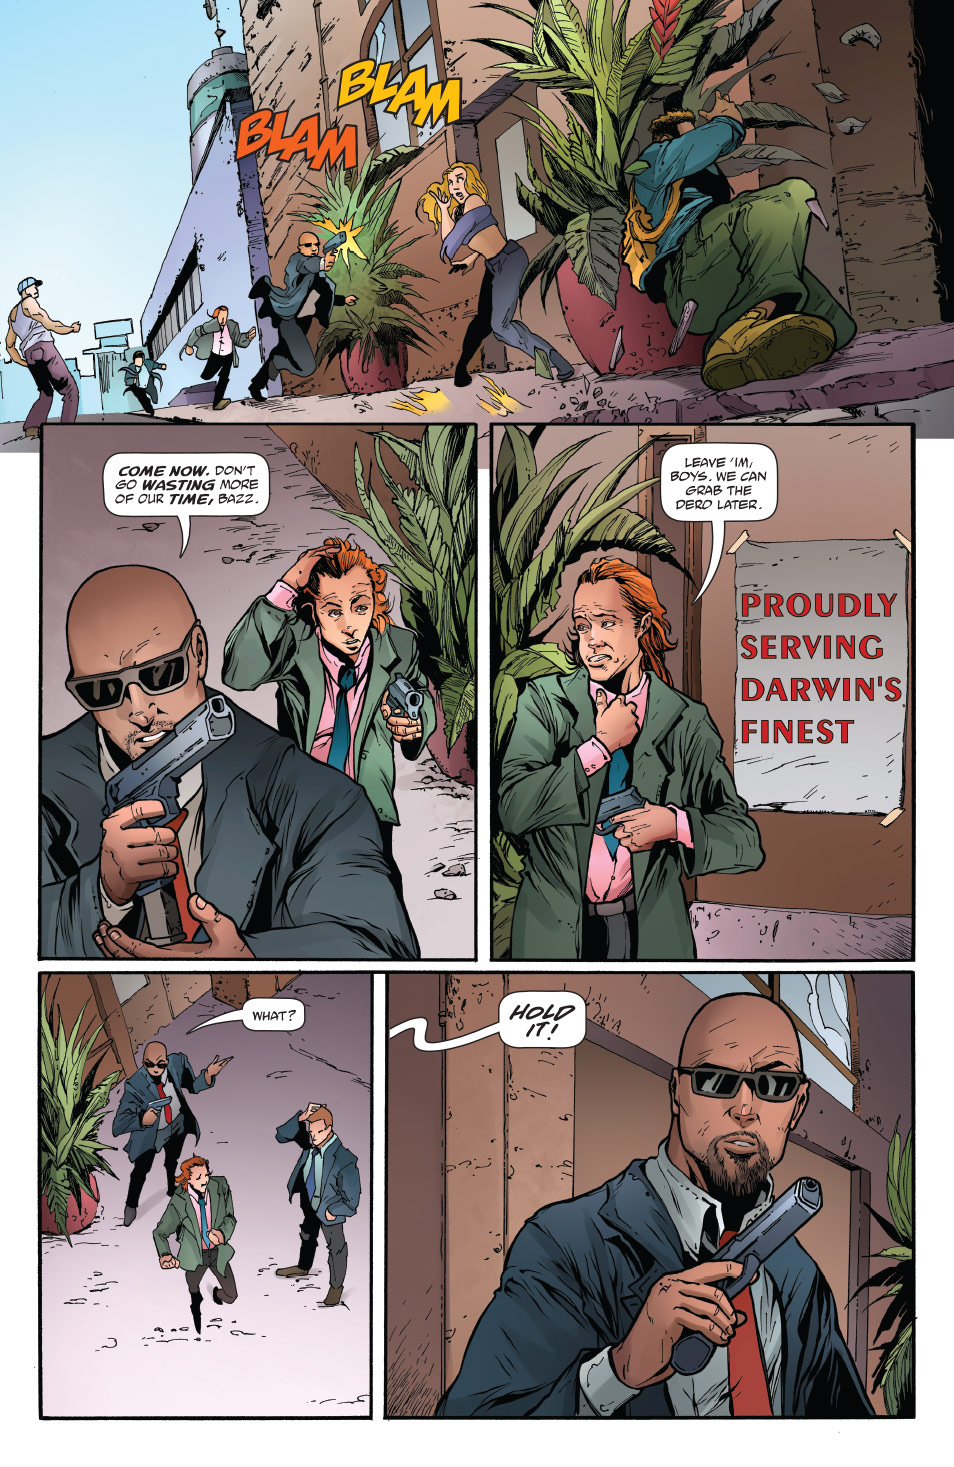 BLAM
BLAM
COME NOW. DON'T
GO WASTING MORE
OF OUR TIME, BAZZ.
LEAVE 'IM,
BOYS. WE CAN
GRAB THE
DERO LATER.
PROUDLY
SERVING
DARWIN'S
FINEST
WHAT?
HOLD
IT!